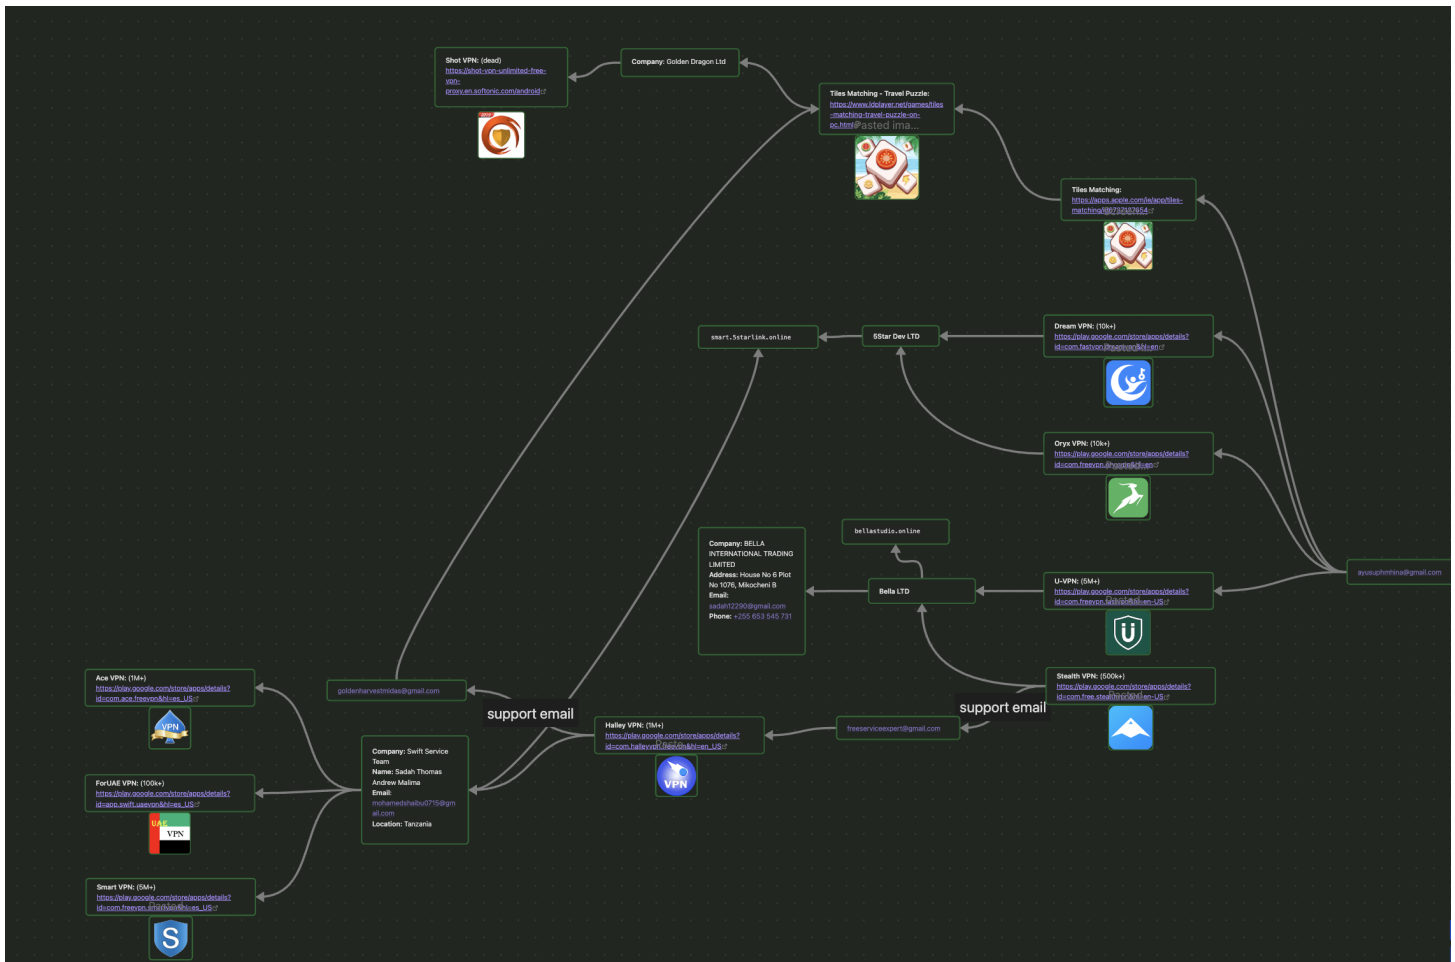 Shot VPN: (dead)
https://shot-vpn-unlimited-free-
vpn-
proxy.en.softonic.com/android
Company: Golden Dragon Ltd
Tiles Matching - Travel Puzzle:
https://www.ldplayer.net/games/tiles
-matching-travel-puzzle-on-
pc.html
Pasted ima...
Tiles Matching:
https://apps.apple.com/ie/app/tiles-
Dream VPN: (10k+)
https://play.google.com/store/apps/details?
smart.5starlink.online
5Star Dev LTD
Oryx VPN: (10k+)
https://play.google.com/store/apps/details?
bellastudio.online
Company: BELLA
INTERNATIONAL TRADING
LIMITED
Address: House No 6 Plot
No 1076, Mikocheni B
Email:
sadah12290@gmail.com
Phone: +255 653 545 731
Bella LTD
U-VPN: (5M+)
https://play.google.com/store/apps/details?
Ü
ayusuphmhina@gmail.com
Stealth VPN: (500k+)
https://play.google.com/store/apps/details?
support email
freeserviceexpert@gmail.com
Halley VPN: (1M+)
https://play.google.com/store/apps/details?
VPN
support email
goldenharvestmidas@gmail.com
Company: Swift Service
Team
Name: Sadah Thomas
Andrew Malima
Email:
mohamedshaibu0715@gm
ail.com
Location: Tanzania
Ace VPN: (1M+)
https://play.google.com/store/apps/details?
id=com.ace.freevpn&hl=es_US
VPN
ForUAE VPN: (100k+)
https://play.google.com/store/apps/details?
id=app.swift.uaevpn&hl=es_US
UAE
VPN
Smart VPN: (5M+)
https://play.google.com/store/apps/details?
S